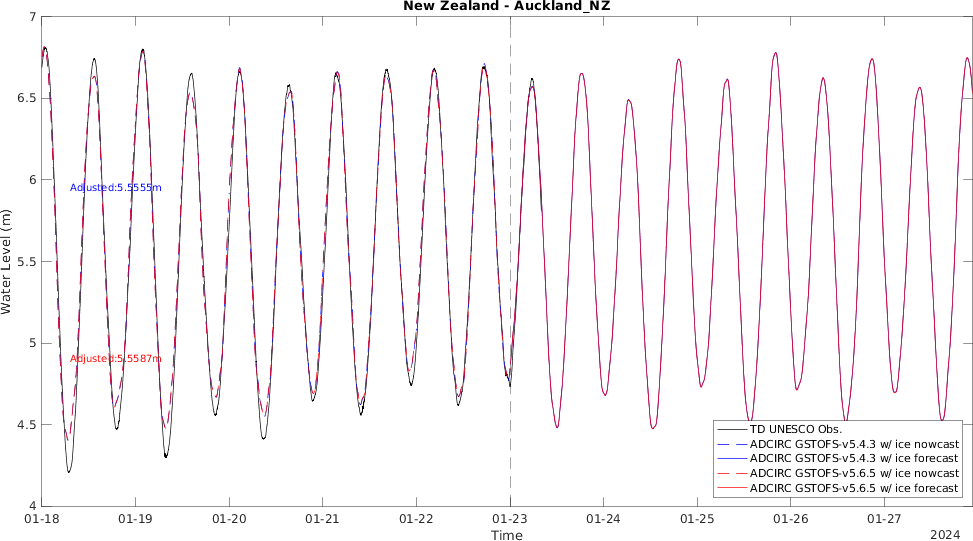 New Zealand - Auckland_NZ
7
6.5
6
5.5
5
4.5
4
Water Level (m)
Adjusted:5.5555m
Adjusted:5.5587m
TD UNESCO Obs.
ADCIRC GSTOFS-v5.4.3 w/ ice nowcast
ADCIRC GSTOFS-v5.4.3 w/ ice forecast
ADCIRC GSTOFS-v5.6.5 w/ ice nowcast
ADCIRC GSTOFS-v5.6.5 w/ ice forecast
01-18 01-19 01-20 01-21 01-22 01-23 01-24 01-25 01-26 01-27
Time
2024